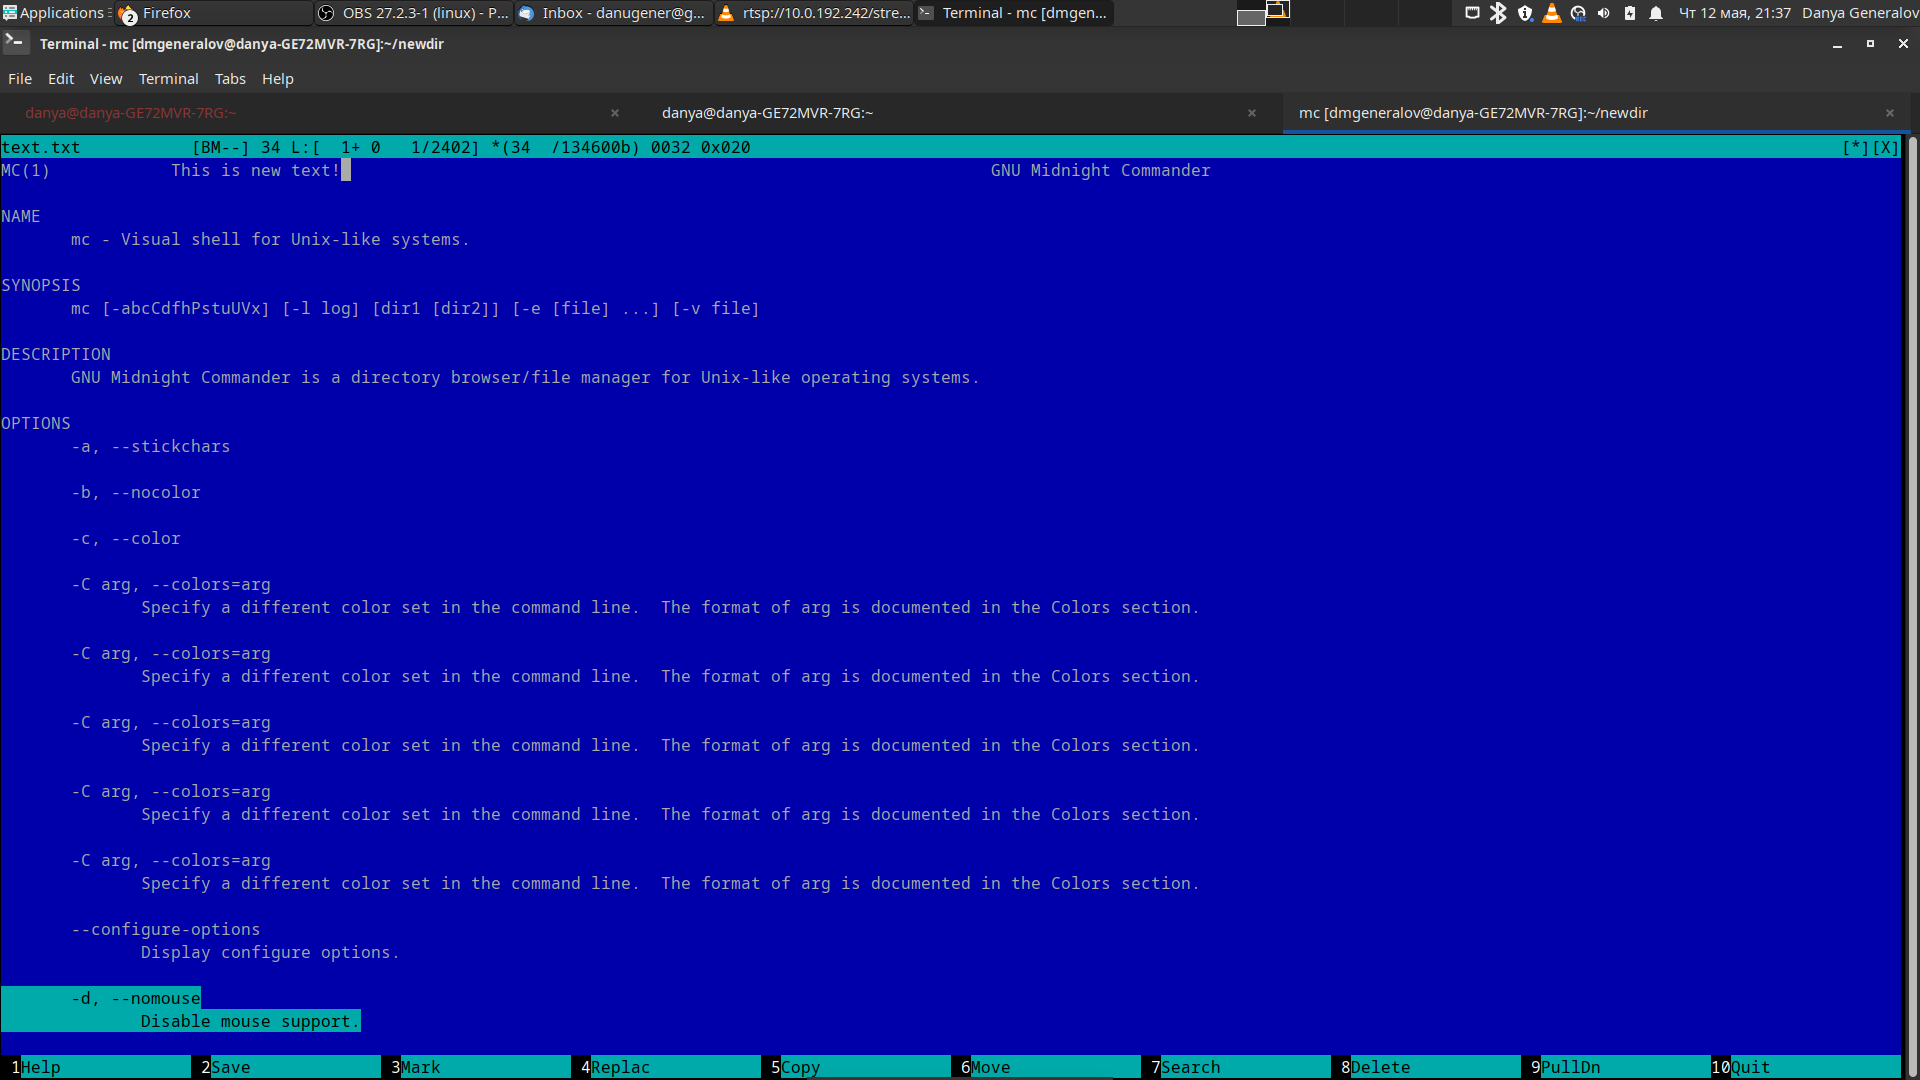 Applications 2 Firefox OBS 27.2.3-1 (linux) - P... Inbox - danugener@g... rtsp://10.0.192.242/stre... Terminal - mc [dmgen... Чт 12 мая, 21:37 Danya Generalov
Terminal - mc [dmgeneralov@danya-GE72MVR-7RG]:~/newdir
File Edit View Terminal Tabs Help
danya@danya-GE72MVR-7RG:~ × danya@danya-GE72MVR-7RG:~ × mc [dmgeneralov@danya-GE72MVR-7RG]:~/newdir ×
text.txt [BM--] 34 L:[ 1+ 0 1/2402] *(34 /134600b) 0032 0x020 [*][X]
MC(1) This is new text! GNU Midnight Commander
NAME
mc - Visual shell for Unix-like systems.
SYNOPSIS
mc [-abcCdfhPstuUVx] [-l log] [dir1 [dir2]] [-e [file] ...] [-v file]
DESCRIPTION
GNU Midnight Commander is a directory browser/file manager for Unix-like operating systems.
OPTIONS
-a, --stickchars
-b, --nocolor
-c, --color
-C arg, --colors=arg
Specify a different color set in the command line.  The format of arg is documented in the Colors section.
-C arg, --colors=arg
Specify a different color set in the command line.  The format of arg is documented in the Colors section.
-C arg, --colors=arg
Specify a different color set in the command line.  The format of arg is documented in the Colors section.
-C arg, --colors=arg
Specify a different color set in the command line.  The format of arg is documented in the Colors section.
-C arg, --colors=arg
Specify a different color set in the command line.  The format of arg is documented in the Colors section.
--configure-options
Display configure options.
-d, --nomouse
Disable mouse support.
1Help 2Save 3Mark 4Replac 5Copy 6Move 7Search 8Delete 9PullDn 10Quit